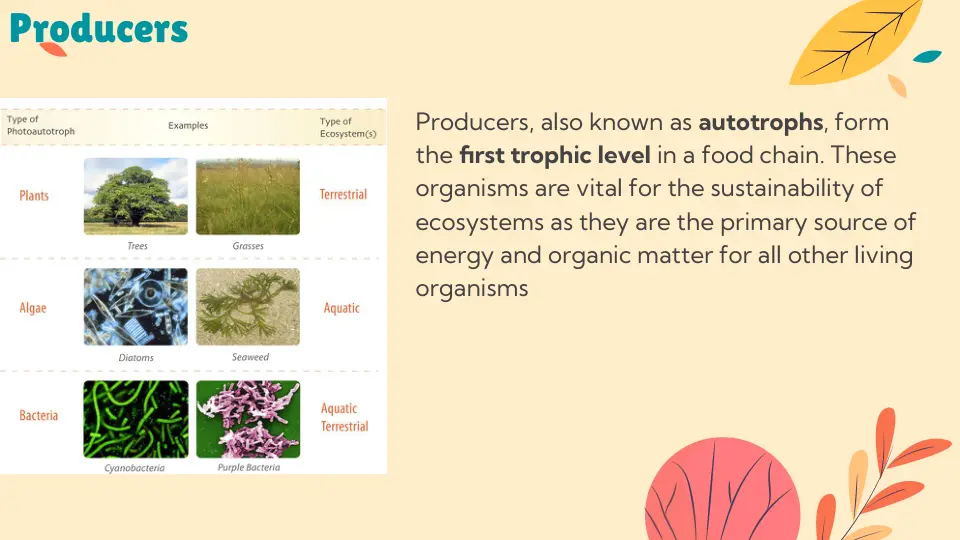 Producers
Type of
Photoautotroph
Examples
Type of
Ecosystem(s)
Plants
Trees
Grasses
Terrestrial
Algae
Diatoms
Seaweed
Aquatic
Bacteria
Cyanobacteria
Purple Bacteria
Aquatic
Terrestrial
Producers, also known as autotrophs, form
the first trophic level in a food chain. These
organisms are vital for the sustainability of
ecosystems as they are the primary source of
energy and organic matter for all other living
organisms